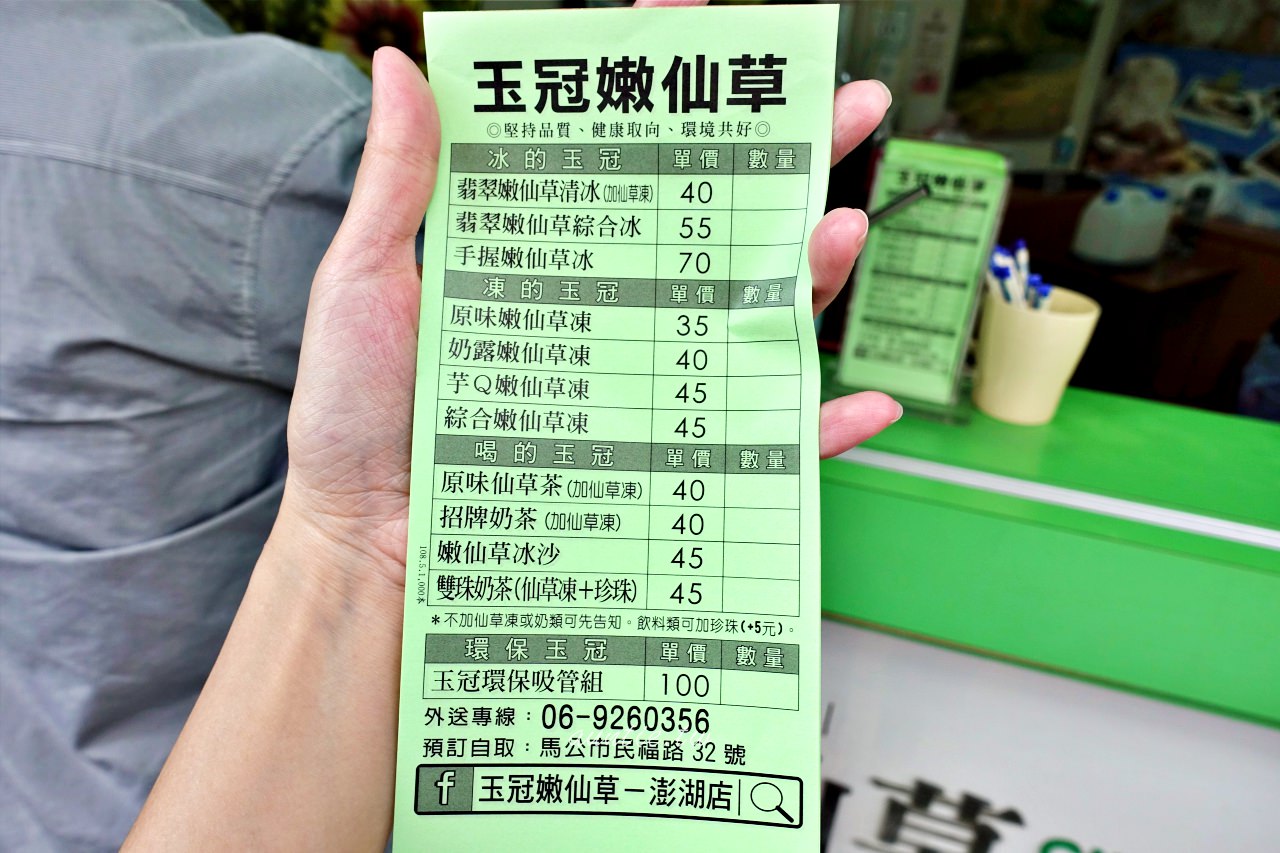 玉冠嫩仙草
◎堅持品質、健康取向、環境共好◎
冰的玉冠 單價 數量
翡翠嫩仙草清冰(加仙草凍) 40
翡翠嫩仙草綜合冰 55
手握嫩仙草冰 70
凍的玉冠 單價 數量
原味嫩仙草凍 35
奶露嫩仙草凍 40
芋Q嫩仙草凍 45
綜合嫩仙草凍 45
喝的玉冠 單價 數量
原味仙草茶(加仙草凍) 40
招牌奶茶(加仙草凍) 40
嫩仙草冰沙 45
雙珠奶茶(仙草凍+珍珠) 45
108.5.1,000本
*不加仙草凍或奶類可先告知。飲料類可加珍珠(+5元)。
環保玉冠 單價 數量
玉冠環保吸管組 100
外送專線:06-9260356
預訂自取:馬公市民福路32號
f 玉冠嫩仙草-澎湖店
草